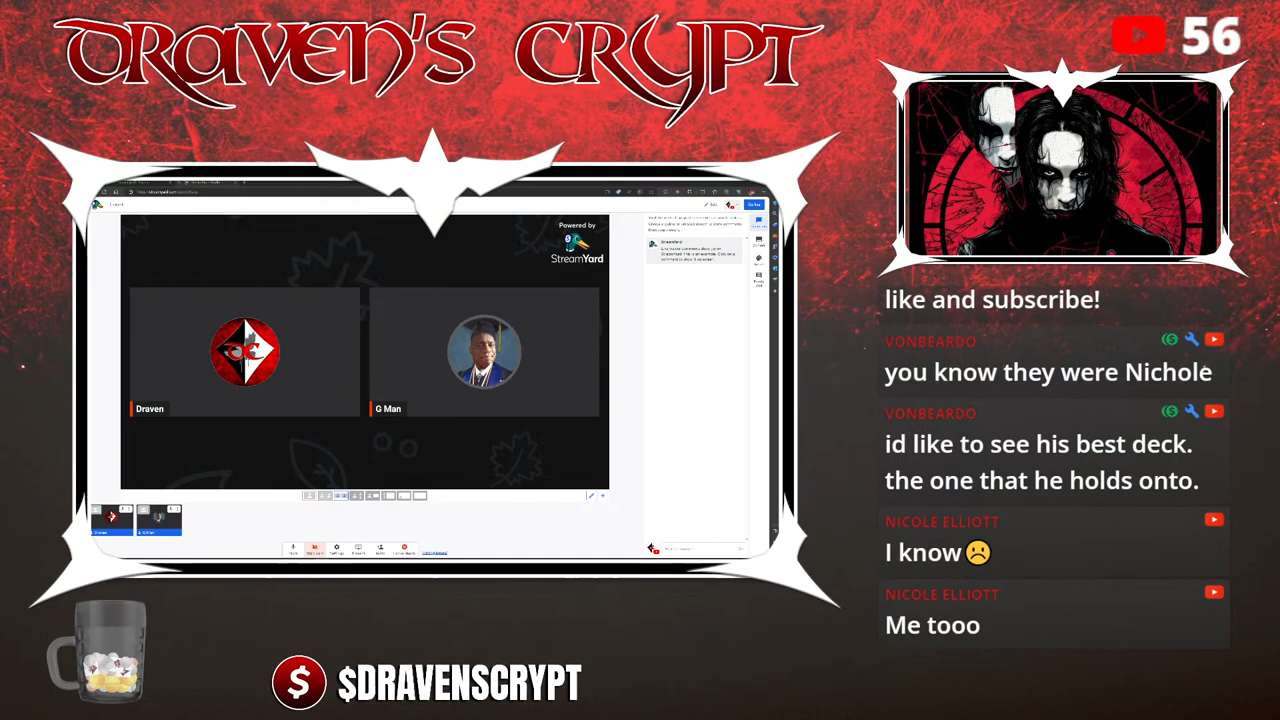 DRAVEN'S CRYPT
56
Powered by
StreamYard
Draven
G Man
like and subscribe!
VONBEARDO
you know they were Nichole
VONBEARDO
id like to see his best deck.
the one that he holds onto.
NICOLE ELLIOTT
I know☹️
NICOLE ELLIOTT
Me tooo
$
$DRAVENSCRYPT